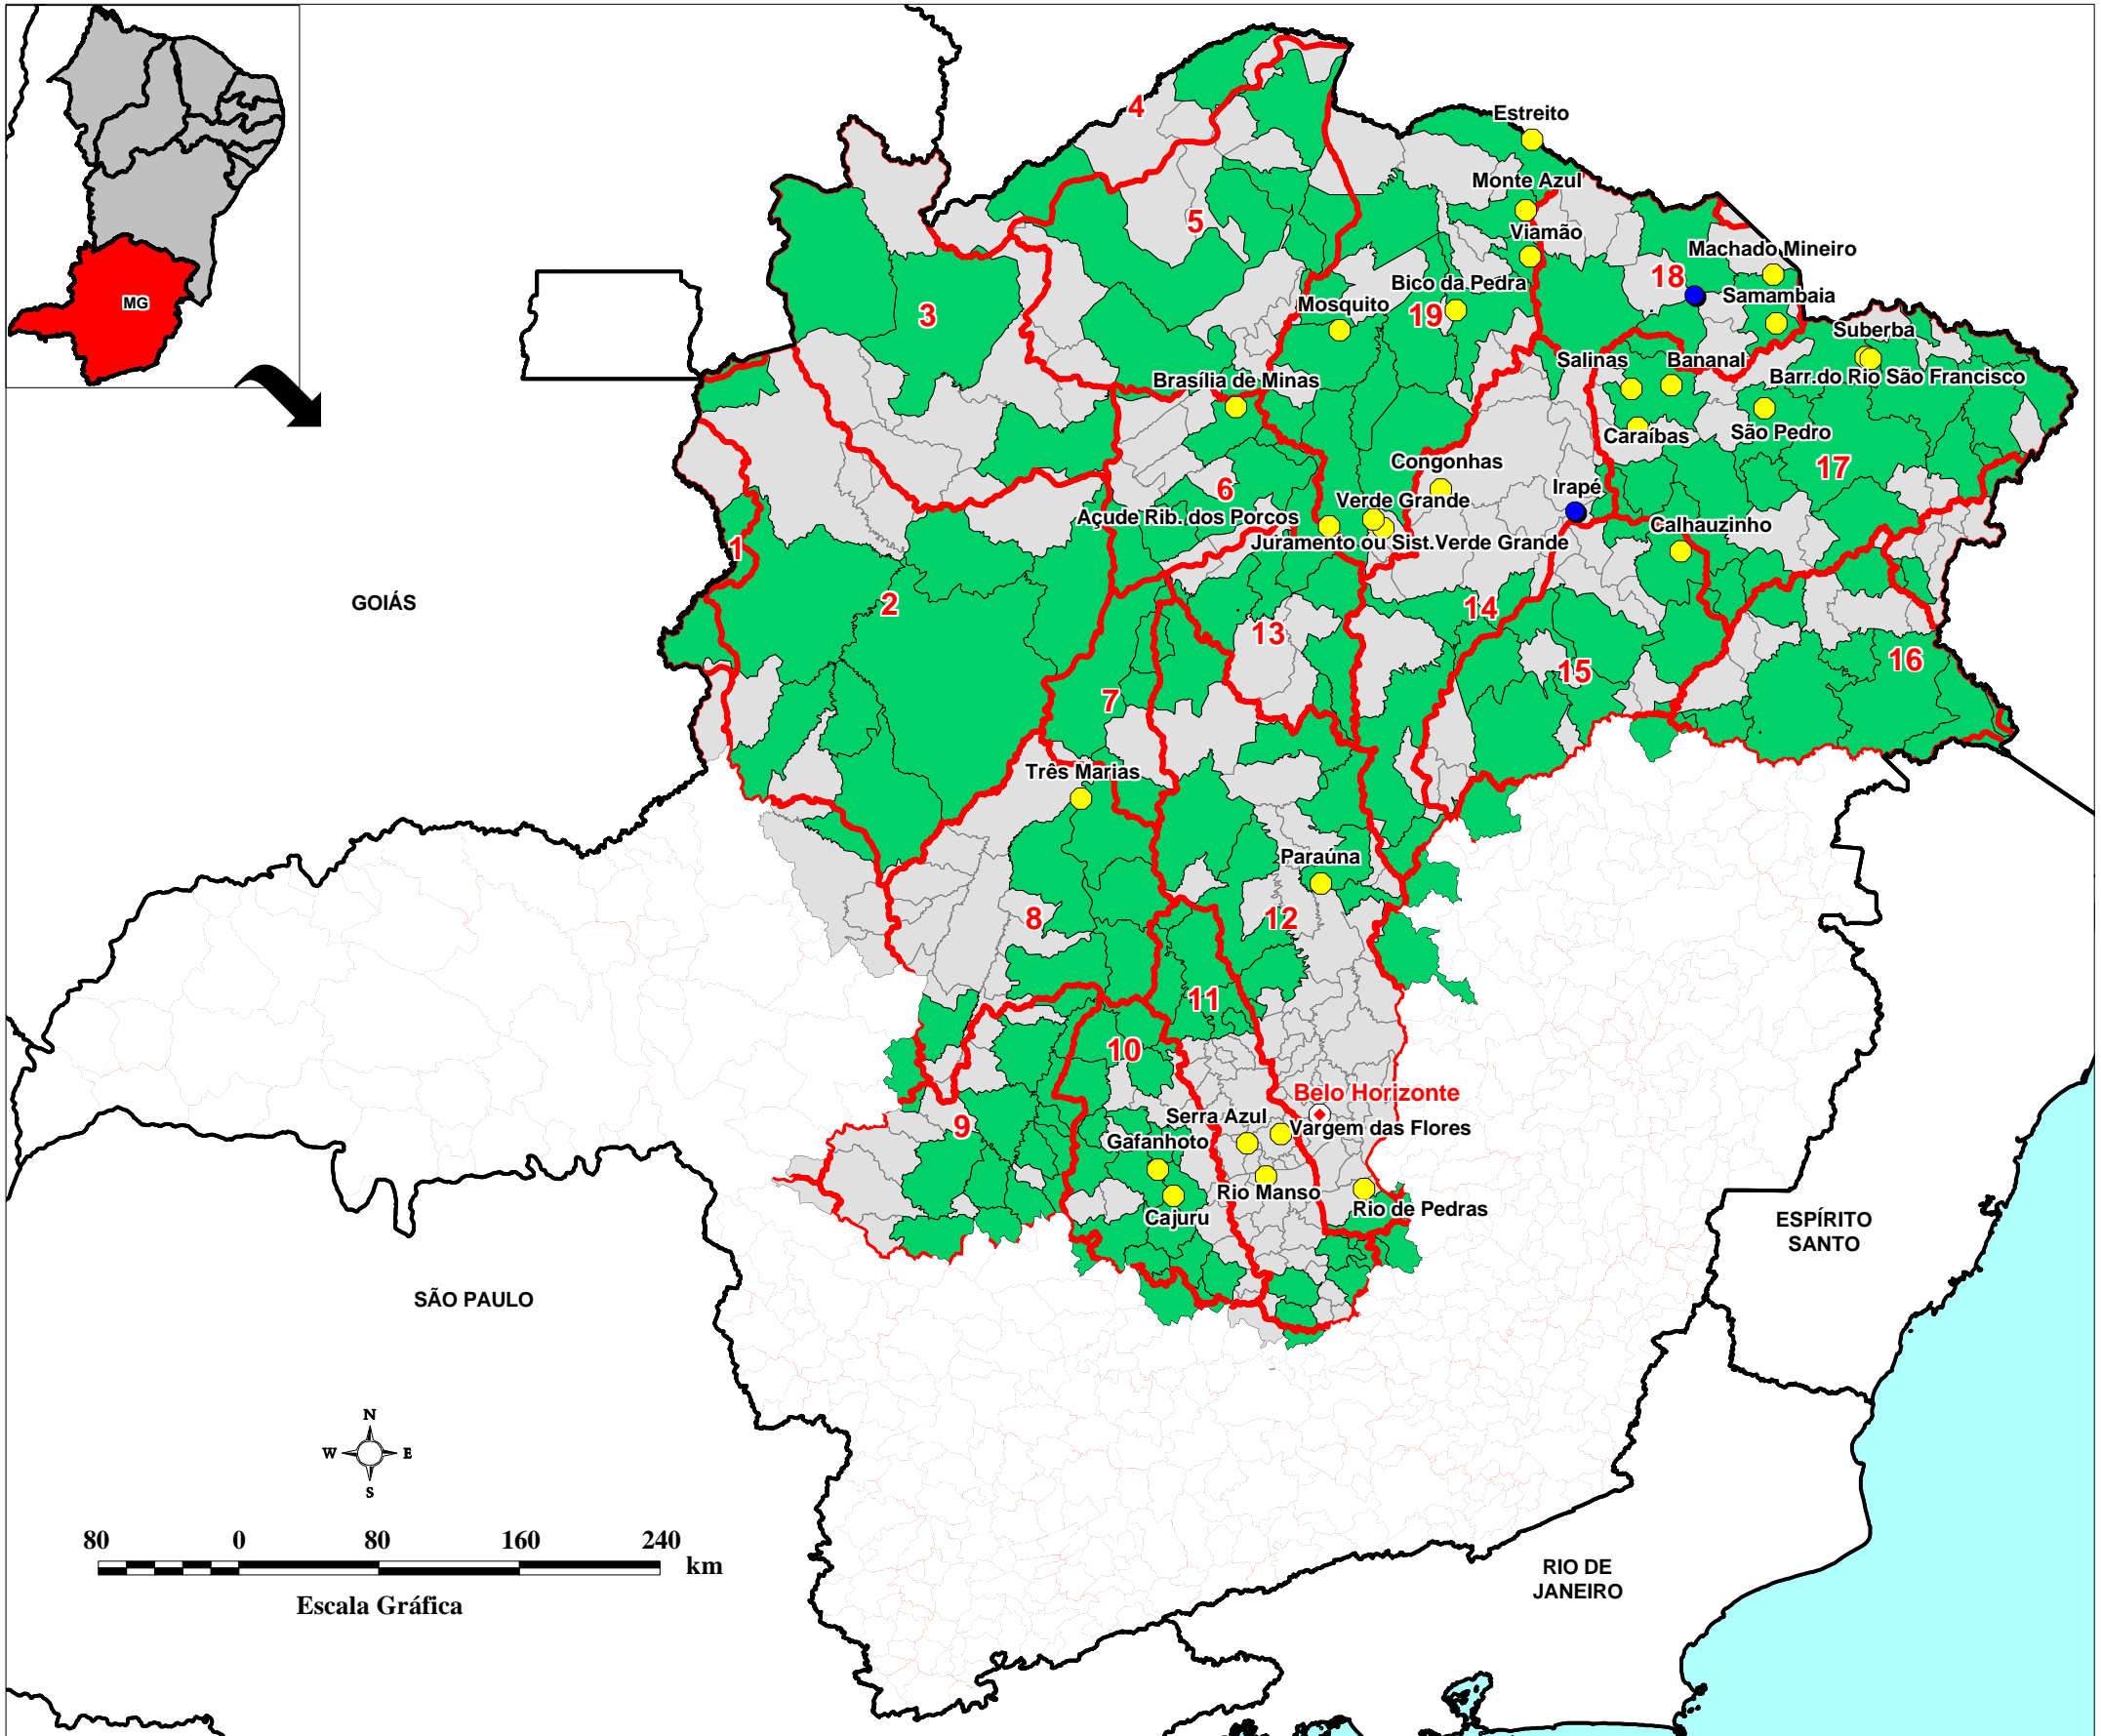 MG
4
Estreito
Monte Azul
5
Viamão
Machado Mineiro
18
Bico da Pedra
Samambaia
Mosquito
19
3
Suberba
Salinas
Bananal
Brasília de Minas
Barr.do Rio São Francisco
Caraíbas
São Pedro
Congonhas
17
6
Irapé
Verde Grande
Açude Rib. dos Porcos
Calhauzinho
Juramento ou Sist.Verde Grande
1
GOIÁS
2
14
13
16
15
7
Três Marias
Paraúna
8
12
11
10
Belo Horizonte
Serra Azul
9
Vargem das Flores
Gafanhoto
Rio Manso
Rio de Pedras
Cajuru
ESPÍRITO
SANTO
SÃO PAULO
N
W
E
S
80 0 80 160 240
km
Escala Gráfica
RIO DE
JANEIRO